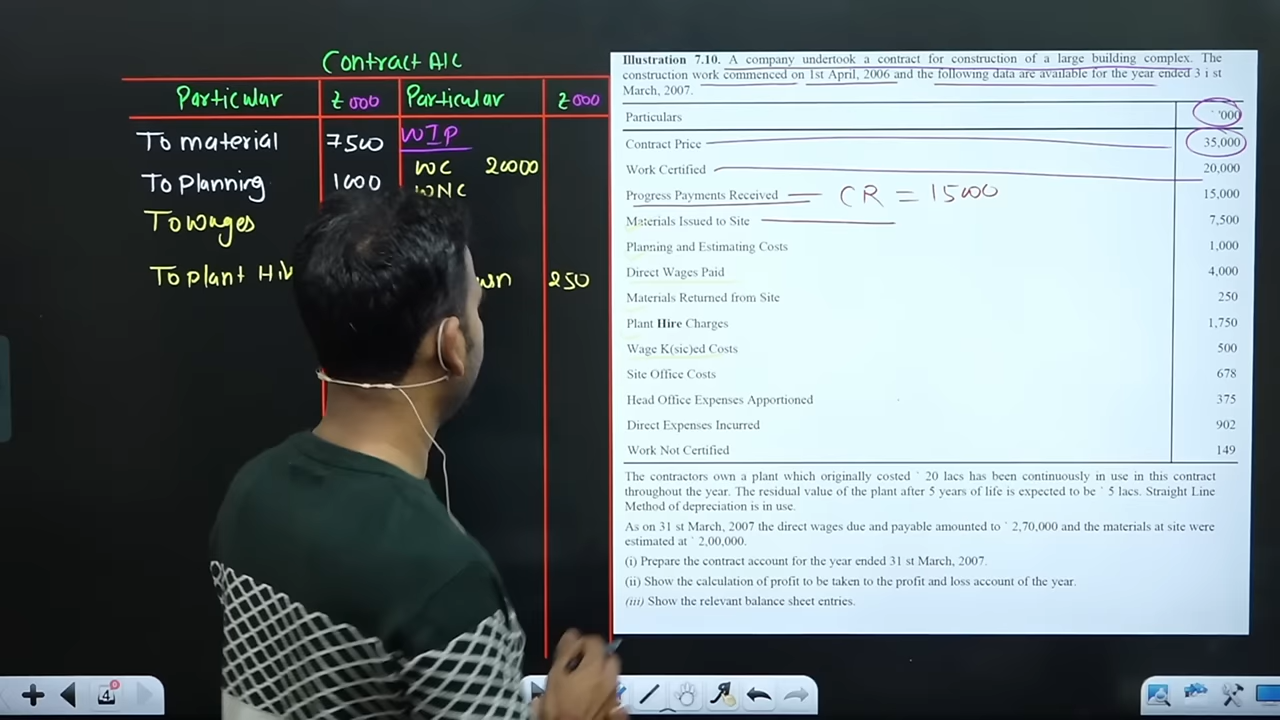 Contract A/C
Particular ₹ 000 Particular ₹ 000
To material 7500 WIP
WC 20000
To Planning 1000 WNC
To wages
To Plant 250
Illustration 7.10. A company undertook a contract for construction of a large building complex. The
construction work commenced on 1st April, 2006 and the following data are available for the year ended 3 i st
March, 2007.
Particulars ` '000
Contract Price 35,000
Work Certified 20,000
Progress Payments Received — CR = 15000 15,000
Materials Issued to Site 7,500
Planning and Estimating Costs 1,000
Direct Wages Paid 4,000
Materials Returned from Site 250
Plant Hire Charges 1,750
Wage K(sic)ed Costs 500
Site Office Costs 678
Head Office Expenses Apportioned 375
Direct Expenses Incurred 902
Work Not Certified 149
The contractors own a plant which originally costed ` 20 lacs has been continuously in use in this contract
throughout the year. The residual value of the plant after 5 years of life is expected to be ` 5 lacs. Straight Line
Method of depreciation is in use.
As on 31 st March, 2007 the direct wages due and payable amounted to ` 2,70,000 and the materials at site were
estimated at ` 2,00,000.
(i) Prepare the contract account for the year ended 31 st March, 2007.
(ii) Show the calculation of profit to be taken to the profit and loss account of the year.
(iii) Show the relevant balance sheet entries.
4